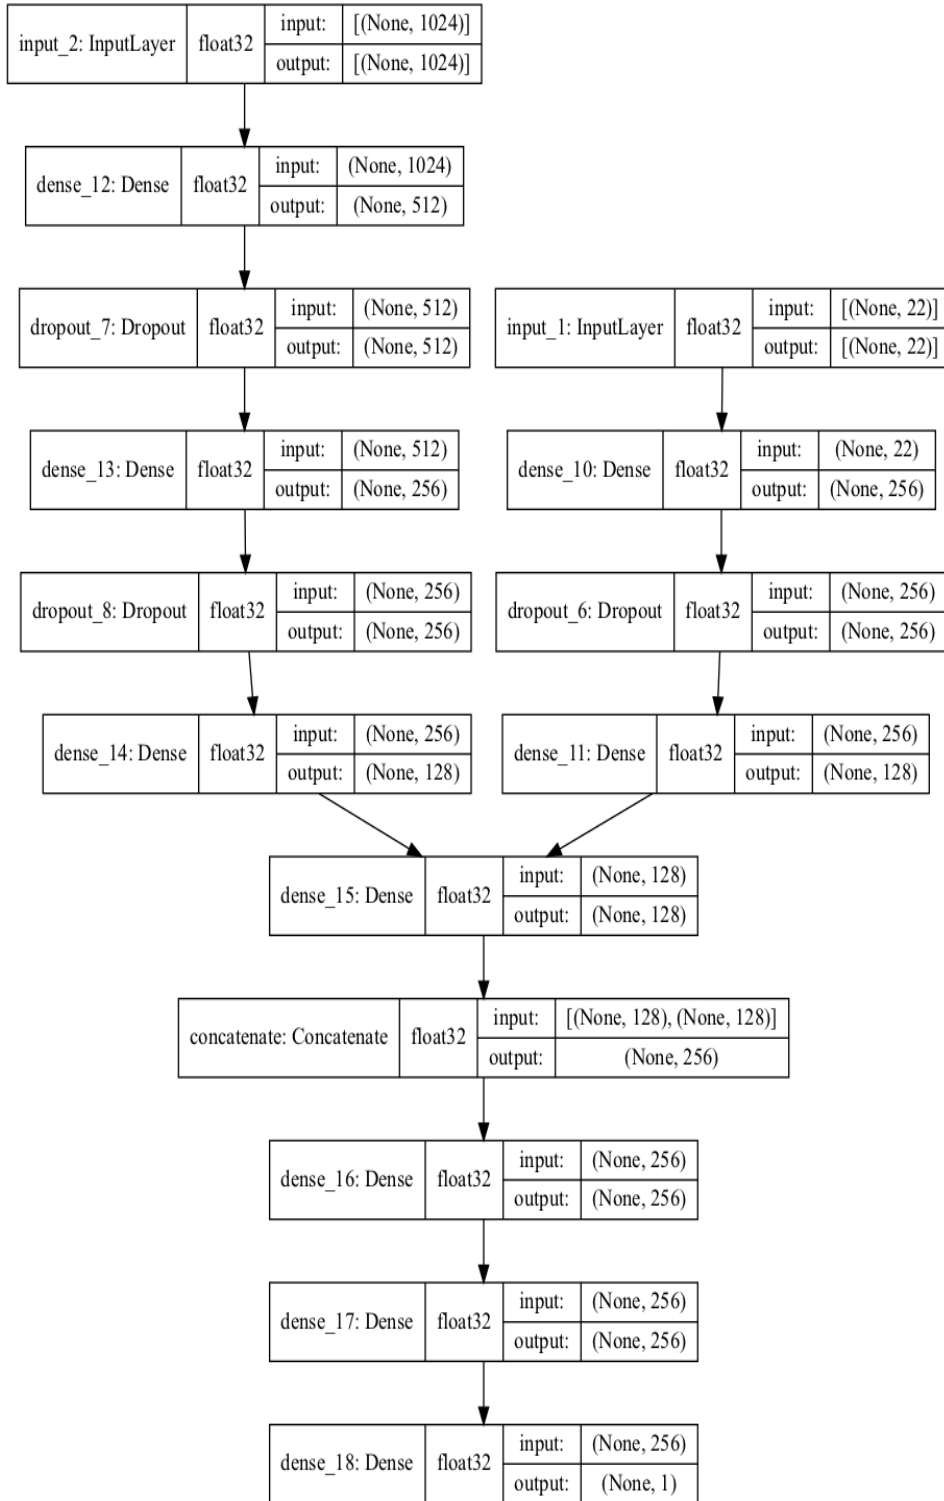 input_2: InputLayer float32 input: [(None, 1024)]
output: [(None, 1024)]
dense_12: Dense float32 input: (None, 1024)
output: (None, 512)
dropout_7: Dropout float32 input: (None, 512)
output: (None, 512)
input_1: InputLayer float32 input: [(None, 22)]
output: [(None, 22)]
dense_13: Dense float32 input: (None, 512)
output: (None, 256)
dense_10: Dense float32 input: (None, 22)
output: (None, 256)
dropout_8: Dropout float32 input: (None, 256)
output: (None, 256)
dropout_6: Dropout float32 input: (None, 256)
output: (None, 256)
dense_14: Dense float32 input: (None, 256)
output: (None, 128)
dense_11: Dense float32 input: (None, 256)
output: (None, 128)
dense_15: Dense float32 input: (None, 128)
output: (None, 128)
concatenate: Concatenate float32 input: [(None, 128), (None, 128)]
output: (None, 256)
dense_16: Dense float32 input: (None, 256)
output: (None, 256)
dense_17: Dense float32 input: (None, 256)
output: (None, 256)
dense_18: Dense float32 input: (None, 256)
output: (None, 1)